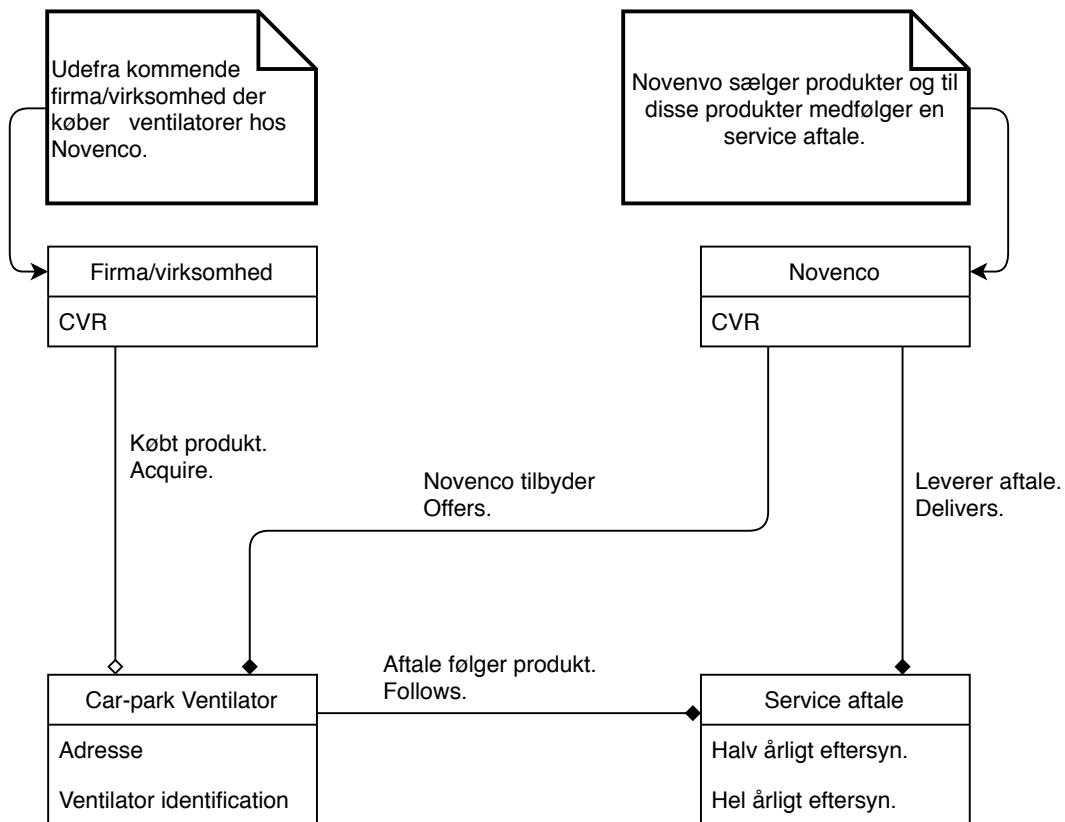 Udefra kommende
firma/virksomhed der
køber ventilatorer hos
Novenco.
Novenvo sælger produkter og til
disse produkter medfølger en
service aftale.
Firma/virksomhed
CVR
Novenco
CVR
Købt produkt.
Acquire.
Novenco tilbyder
Offers.
Leverer aftale.
Delivers.
Aftale følger produkt.
Follows.
Car-park Ventilator
Adresse
Ventilator identification
Service aftale
Halv årligt eftersyn.
Hel årligt eftersyn.